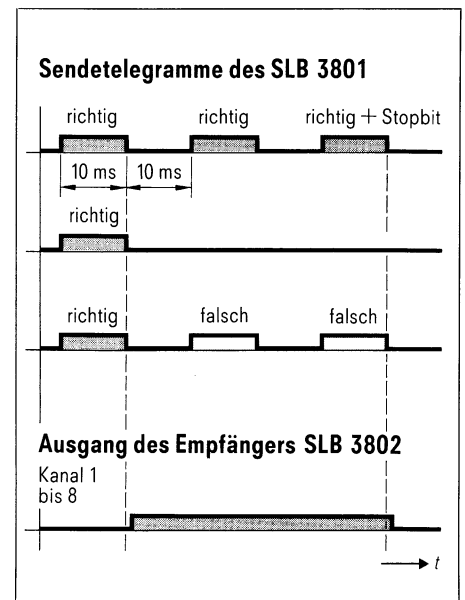 Sendetelegramme des SLB 3801
richtig richtig richtig + Stopbit
10 ms 10 ms
richtig
richtig falsch falsch
Ausgang des Empfängers SLB 3802
Kanal 1
bis 8
t